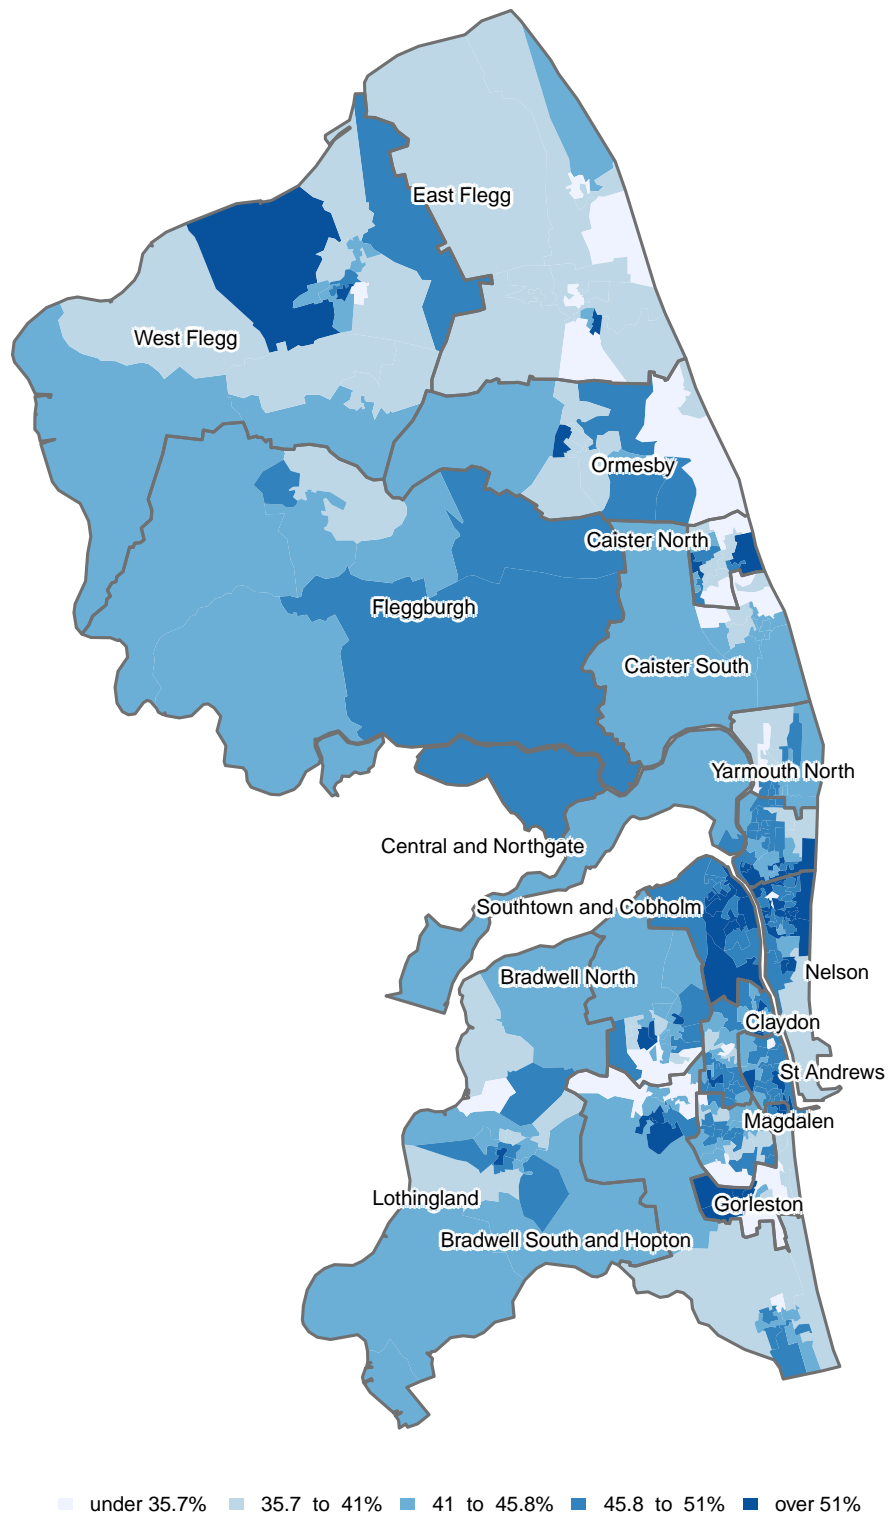 East Flegg
West Flegg
Ormesby
Caister North
Fleggburgh
Caister South
Yarmouth North
Central and Northgate
Southtown and Cobholm
Bradwell North
Nelson
Claydon
St Andrews
Magdalen
Lothingland
Gorleston
Bradwell South and Hopton
under 35.7% 35.7 to 41% 41 to 45.8% 45.8 to 51% over 51%